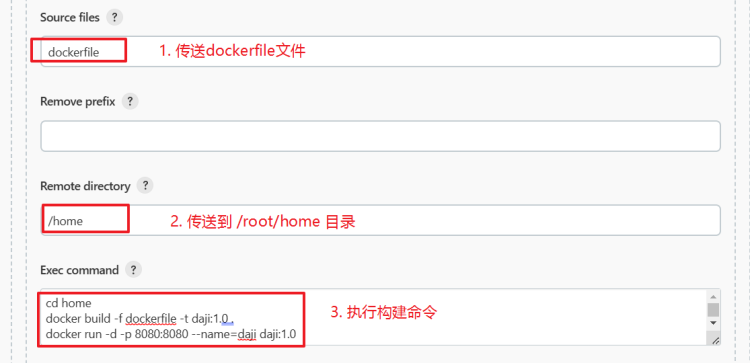 Source files ?
dockerfile
1. 传送dockerfile文件
Remove prefix ?
Remote directory ?
/home
2. 传送到 /root/home 目录
Exec command ?
cd home
docker build -f dockerfile -t daji:1.0 .
docker run -d -p 8080:8080 --name=daji daji:1.0
3. 执行构建命令